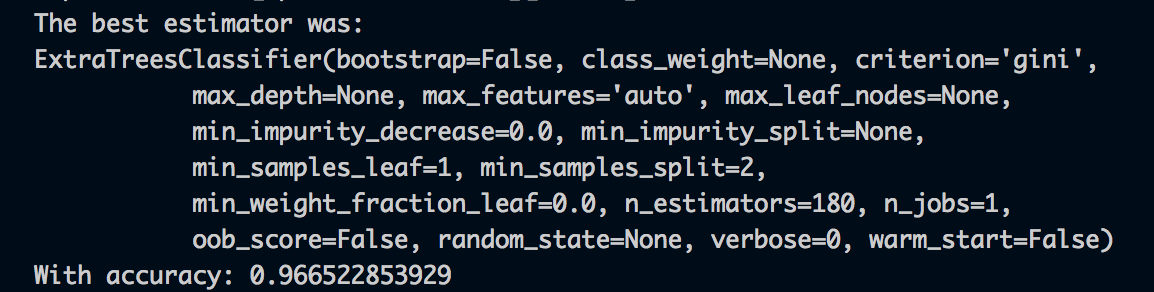 The best estimator was:
ExtraTreesClassifier(bootstrap=False, class_weight=None, criterion='gini',
max_depth=None, max_features='auto', max_leaf_nodes=None,
min_impurity_decrease=0.0, min_impurity_split=None,
min_samples_leaf=1, min_samples_split=2,
min_weight_fraction_leaf=0.0, n_estimators=180, n_jobs=1,
oob_score=False, random_state=None, verbose=0, warm_start=False)
With accuracy: 0.966522853929